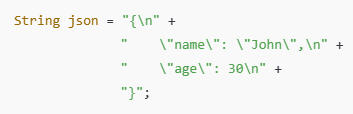 String json = "{\n" +
"    \"name\": \"John\",\n" +
"    \"age\": 30\n" +
"}";